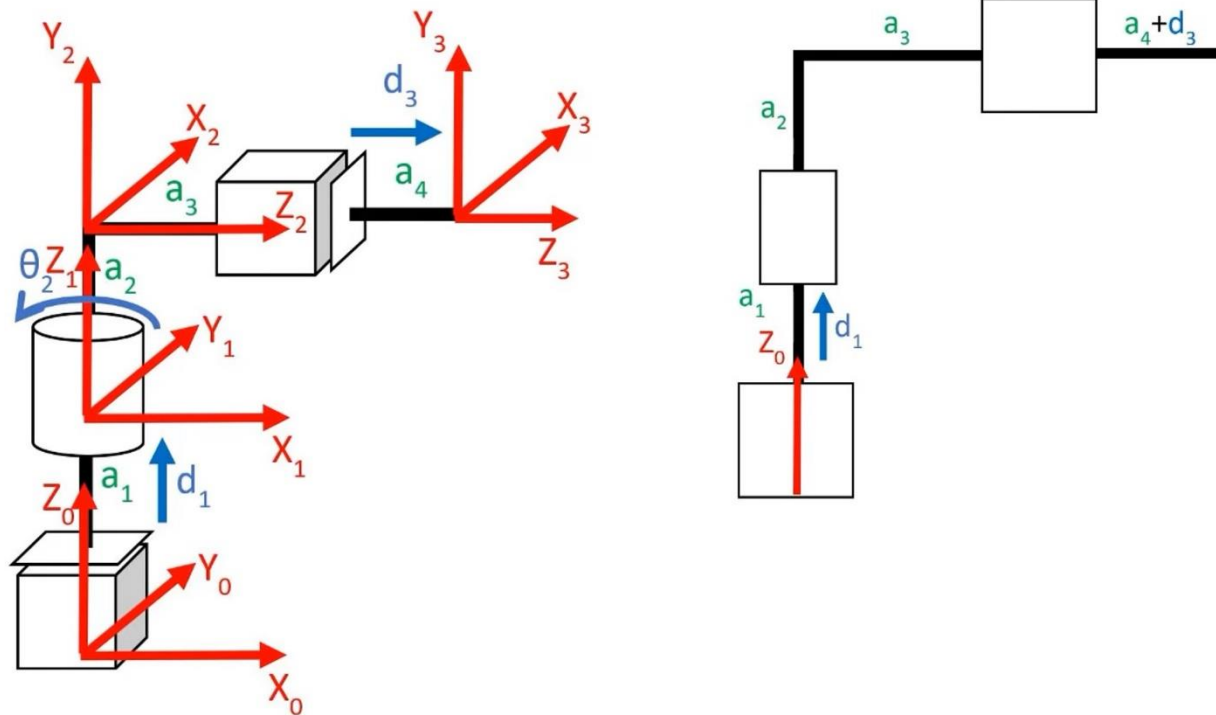 Y₂
X₂
a₃
Z₂
d₃
a₄
Y₃
X₃
Z₃
θ₂
Z₁
a₂
Y₁
X₁
a₁
Z₀
d₁
Y₀
X₀
a₃
a₄+d₃
a₂
a₁
d₁
Z₀